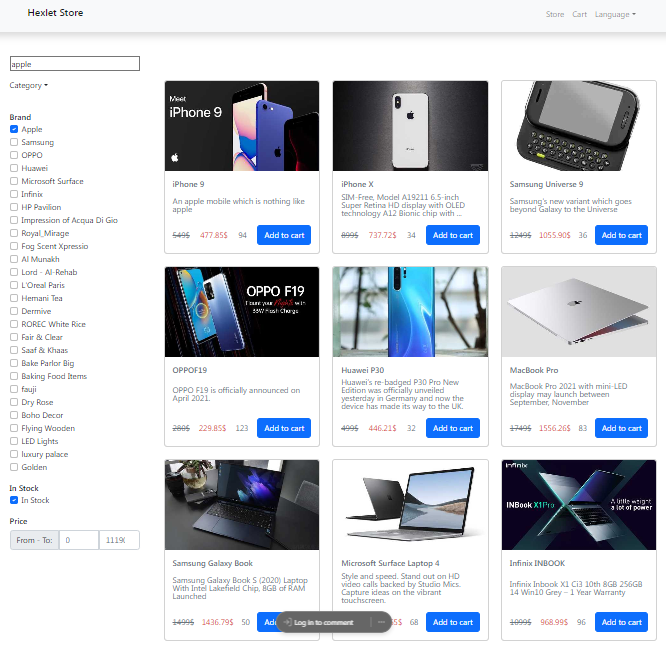 Hexlet Store
Store Cart Language
apple
Category
Brand
Apple
Samsung
OPPO
Huawei
Microsoft Surface
Infinix
HP Pavilion
Impression of Acqua Di Gio
Royal_Mirage
Fog Scent Xpressio
Al Munakh
Lord - Al-Rehab
L'Oreal Paris
Hemani Tea
Dermive
ROREC White Rice
Fair & Clear
Saaf & Khaas
Bake Parlor Big
Baking Food Items
fauji
Dry Rose
Boho Decor
Flying Wooden
LED Lights
luxury palace
Golden
In Stock
In Stock
Price
From - To: 0
Meet
iPhone 9
iPhone 9
An apple mobile which is nothing like
apple
549$ 477.85$ 94 Add to cart
iPhone X
SIM-Free, Model A19211 6.5-inch
Super Retina HD display with OLED
technology A12 Bionic chip with ...
899$ 737.72$ 34 Add to cart
Samsung Universe 9
Samsung's new variant which goes
beyond Galaxy to the Universe
1249$ 1055.90$ 36 Add to cart
OPPO F19
Flaunt your Nights with
33W Flash Charge
OPPOF19
OPPO F19 is officially announced on
April 2021.
280$ 229.85$ 123 Add to cart
Huawei P30
Huawei's re-badged P30 Pro New
Edition was officially unveiled
yesterday in Germany and now the
device has made its way to the UK.
499$ 446.21$ 32 Add to cart
MacBook Pro
MacBook Pro 2021 with mini-LED
display may launch between
September, November
1749$ 1556.26$ 83 Add to cart
Samsung Galaxy Book
Samsung Galaxy Book S (2020) Laptop
With Intel Lakefield Chip, 8GB of RAM
Launched
1499$ 1436.79$ 50
Microsoft Surface Laptop 4
Style and speed. Stand out on HD
video calls backed by Studio Mics.
Capture ideas on the vibrant
touchscreen.
68 Add to cart
Infinix
INBook X1Pro
A little weight
a lot of power
Infinix INBOOK
Infinix Inbook X1 Ci3 10th 8GB 256GB
14 Win10 Grey – 1 Year Warranty
1099$ 968.99$ 96 Add to cart
Log in to comment